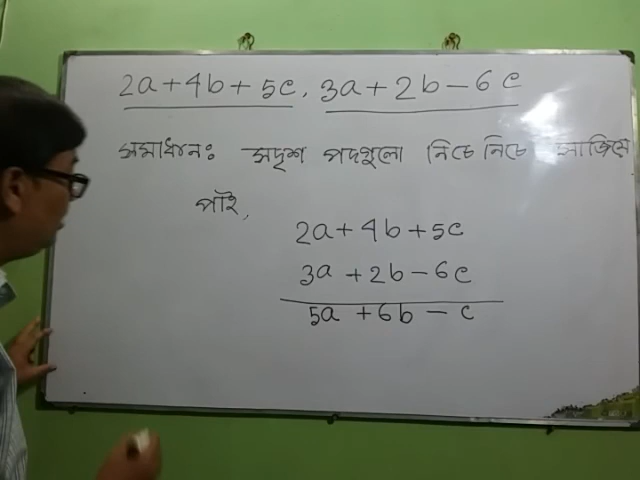 2a+4b+5c, 3a+2b-6c
সমাধানঃ সদৃশ পদগুলো নিচে নিচে সাজিয়ে
পাই,
2a+4b+5c
3a+2b-6c
5a+6b-c